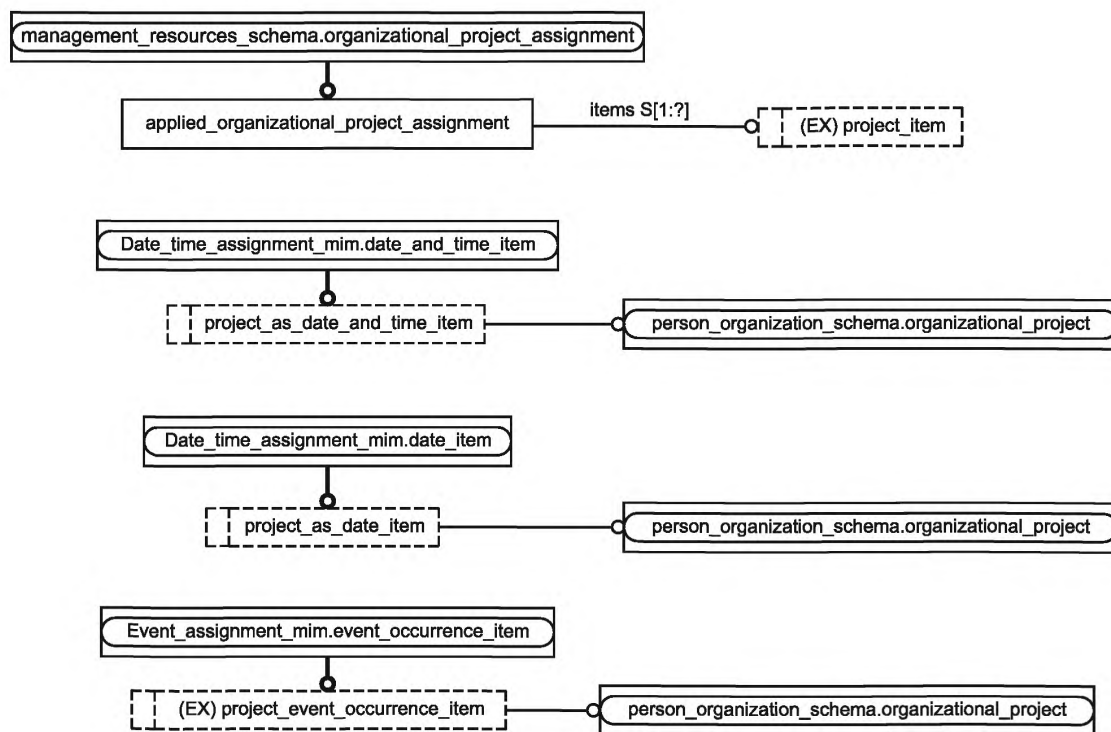 management_resources_schema.organizational_project_assignment
applied_organizational_project_assignment
items S[1:?]
(EX) project_item
Date_time_assignment_mim.date_and_time_item
project_as_date_and_time_item
person_organization_schema.organizational_project
Date_time_assignment_mim.date_item
project_as_date_item
person_organization_schema.organizational_project
Event_assignment_mim.event_occurrence_item
(EX) project_event_occurrence_item
person_organization_schema.organizational_project